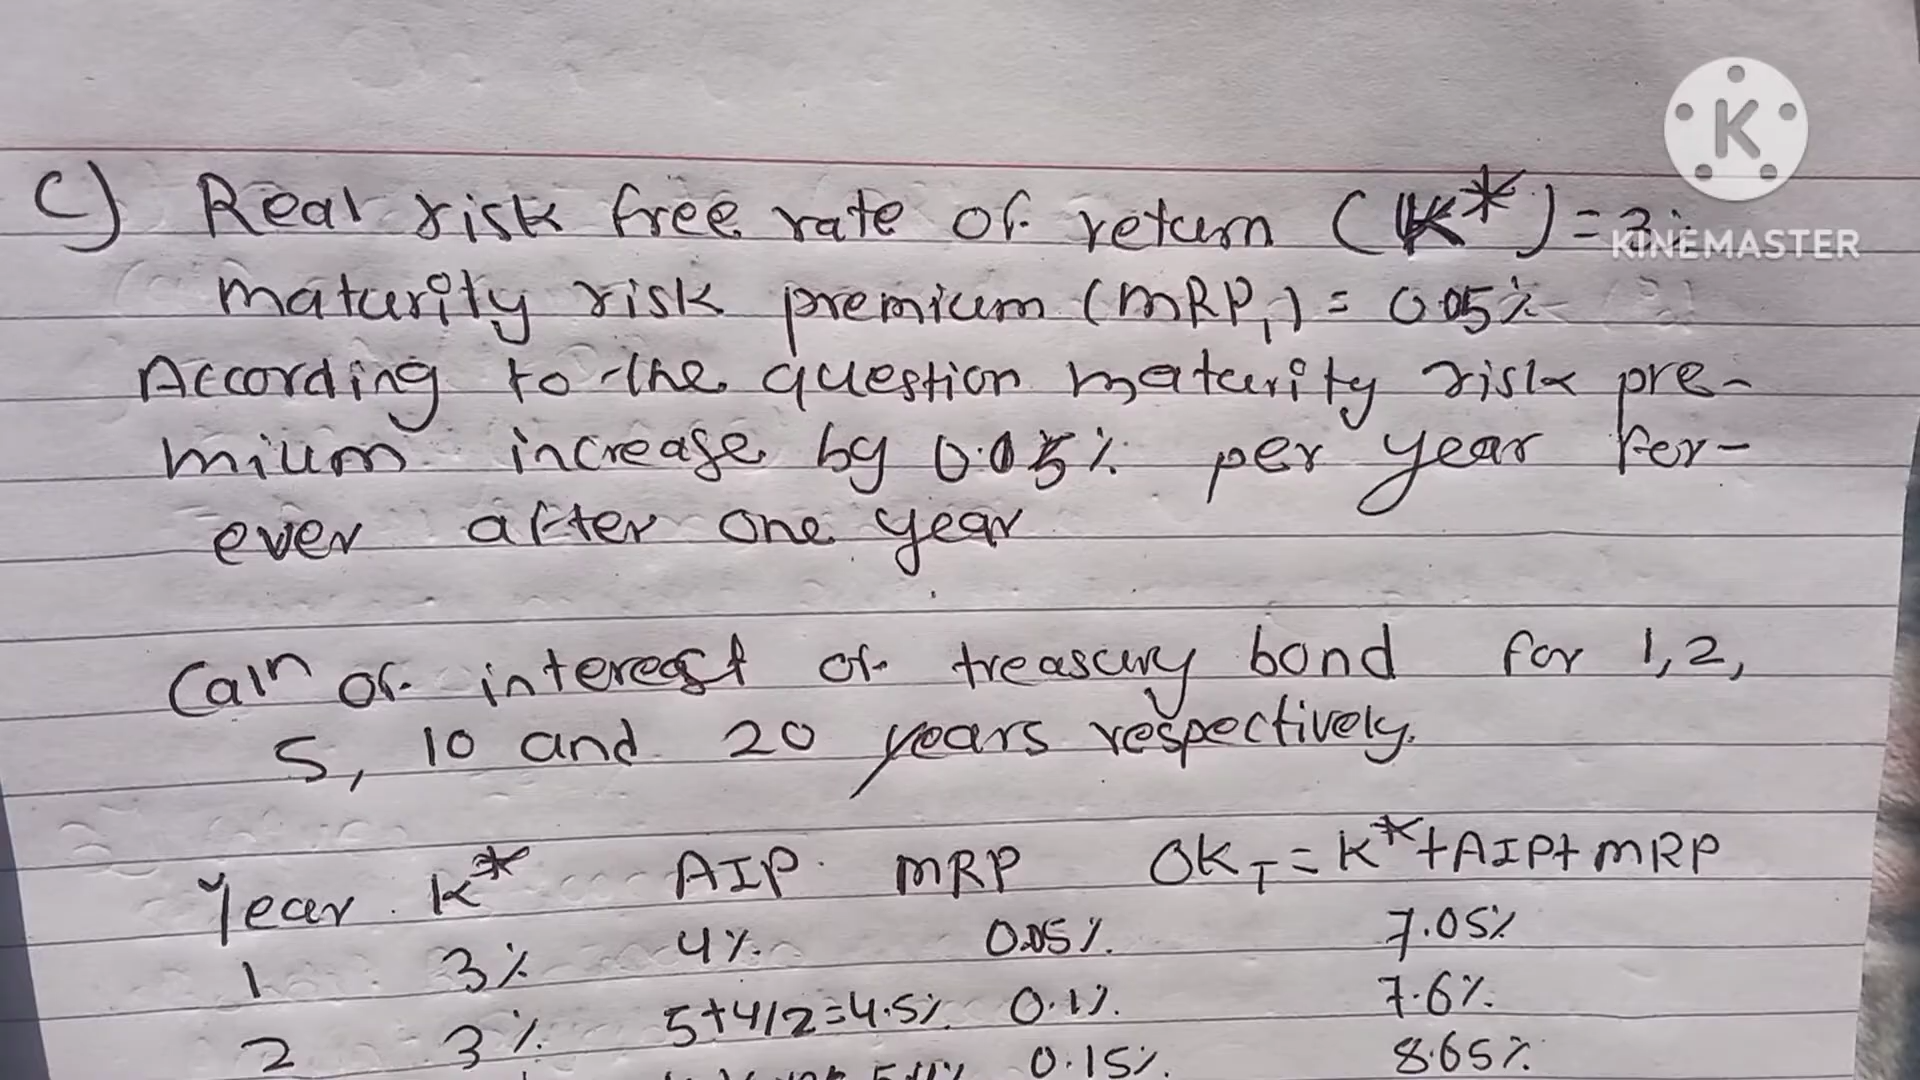 C) Real risk free rate of return (K*) = 3%
KINEMASTER
maturity risk premium (MRP1) = 0.05%
According to the question maturity risk pre-
mium increase by 0.05% per year for-
ever after one year
Caln of interest of treasury bond for 1,2,
5, 10 and 20 years respectively.
Year K* AIP MRP OKT = K*+AIP+MRP
1 3% 4% 0.05% 7.05%
2 3% 5+4/2=4.5% 0.1% 7.6%
0.15% 8.65%